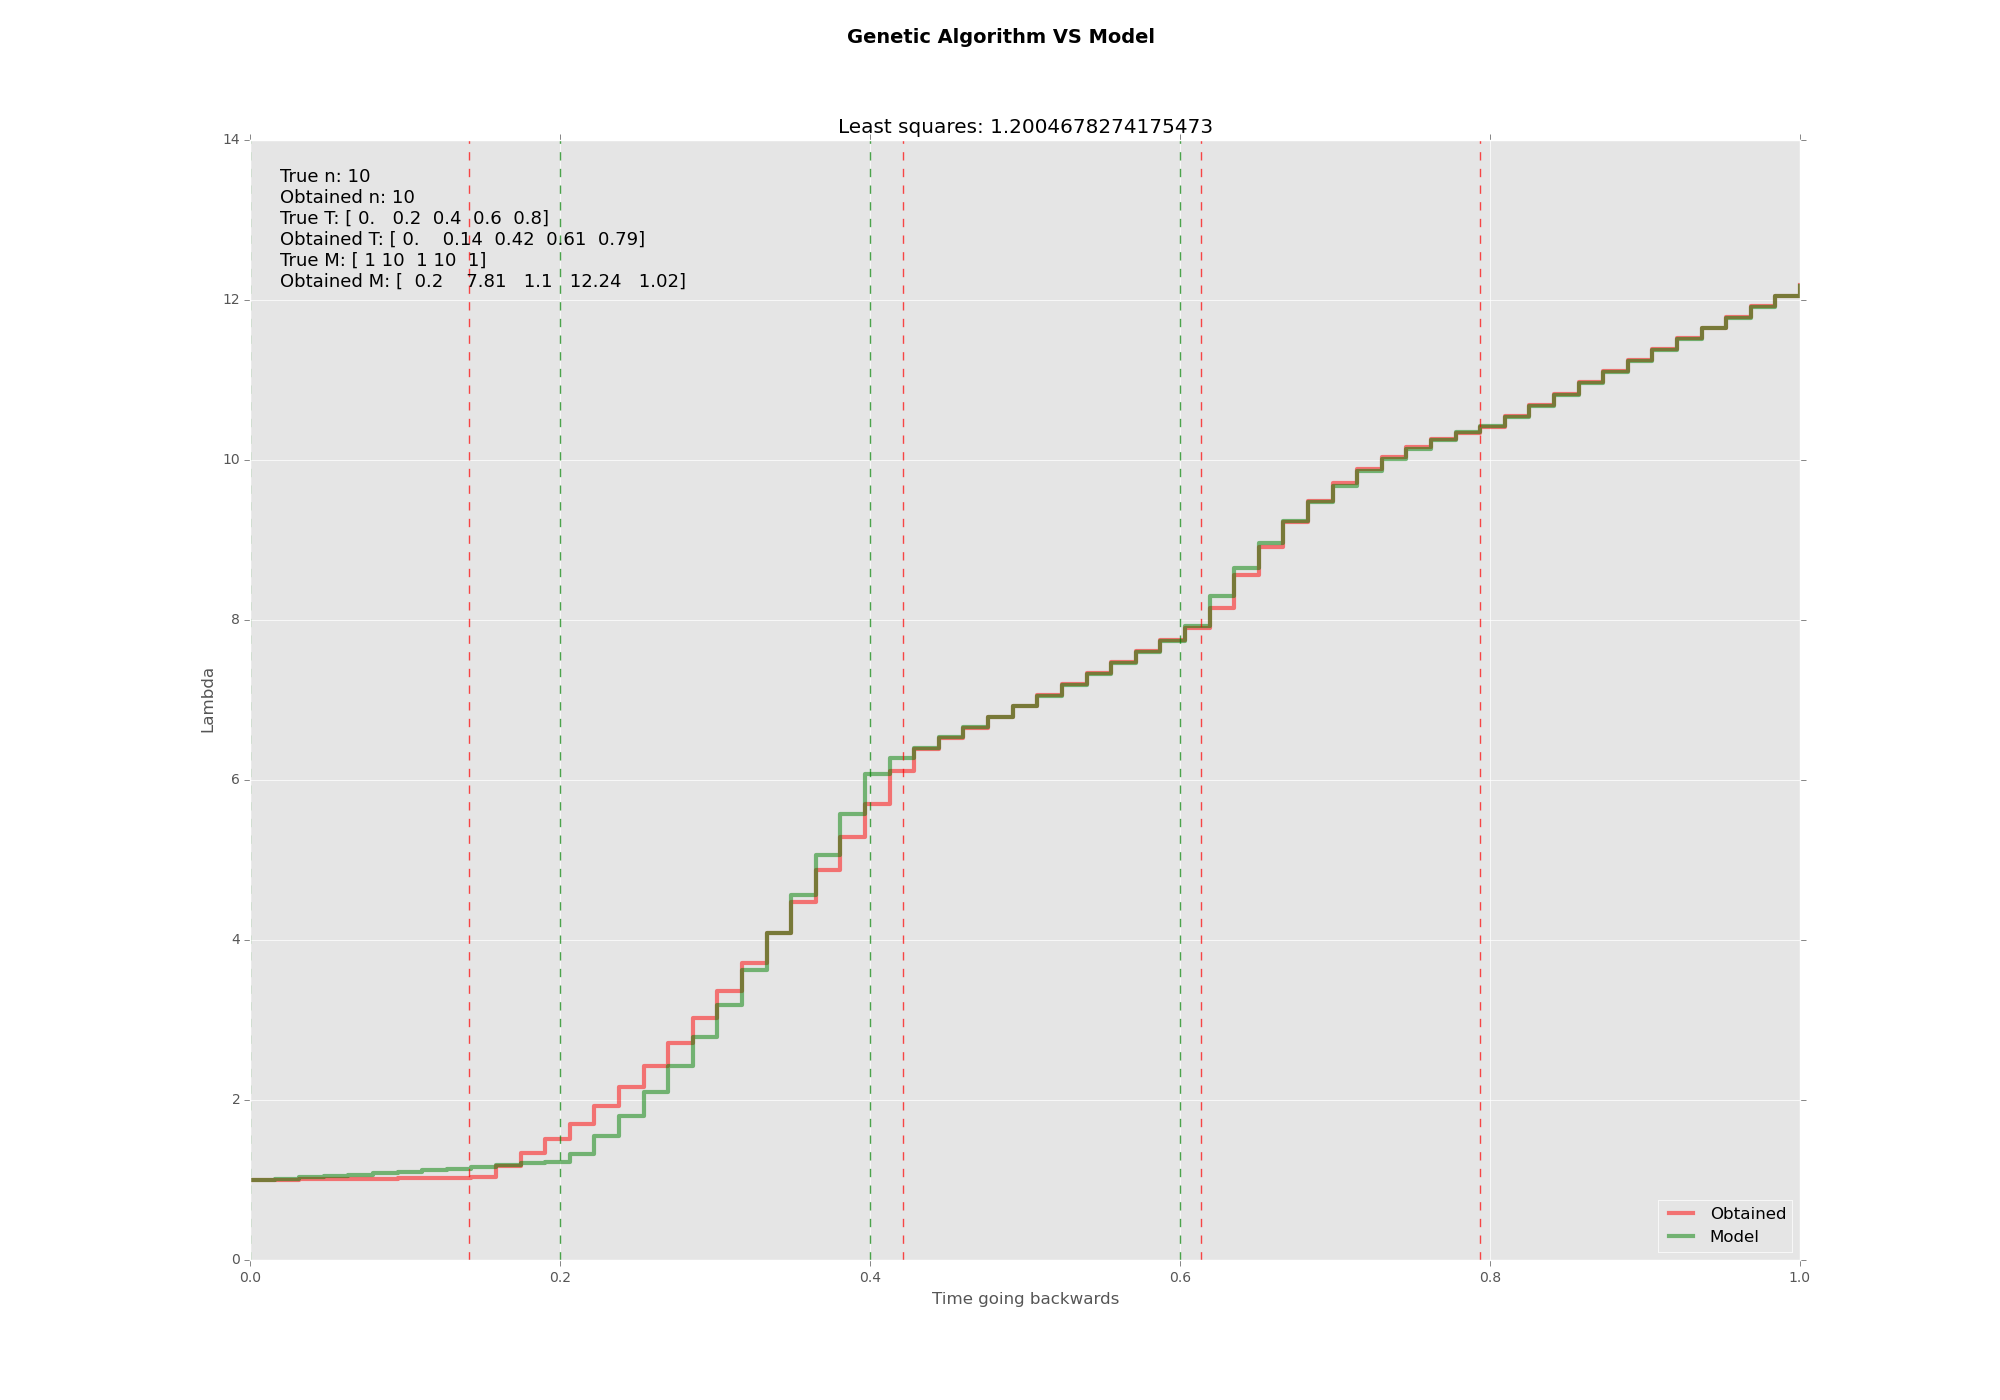 Genetic Algorithm VS Model
Least squares: 1.2004678274175473
True n: 10
Obtained n: 10
True T: [ 0.   0.2  0.4  0.6  0.8]
Obtained T: [ 0.    0.14  0.42  0.61  0.79]
True M: [ 1 10  1 10  1]
Obtained M: [  0.2    7.81   1.1   12.24   1.02]
14
12
10
8
6
4
2
0
Lambda
0.0 0.2 0.4 0.6 0.8 1.0
Time going backwards
Obtained
Model